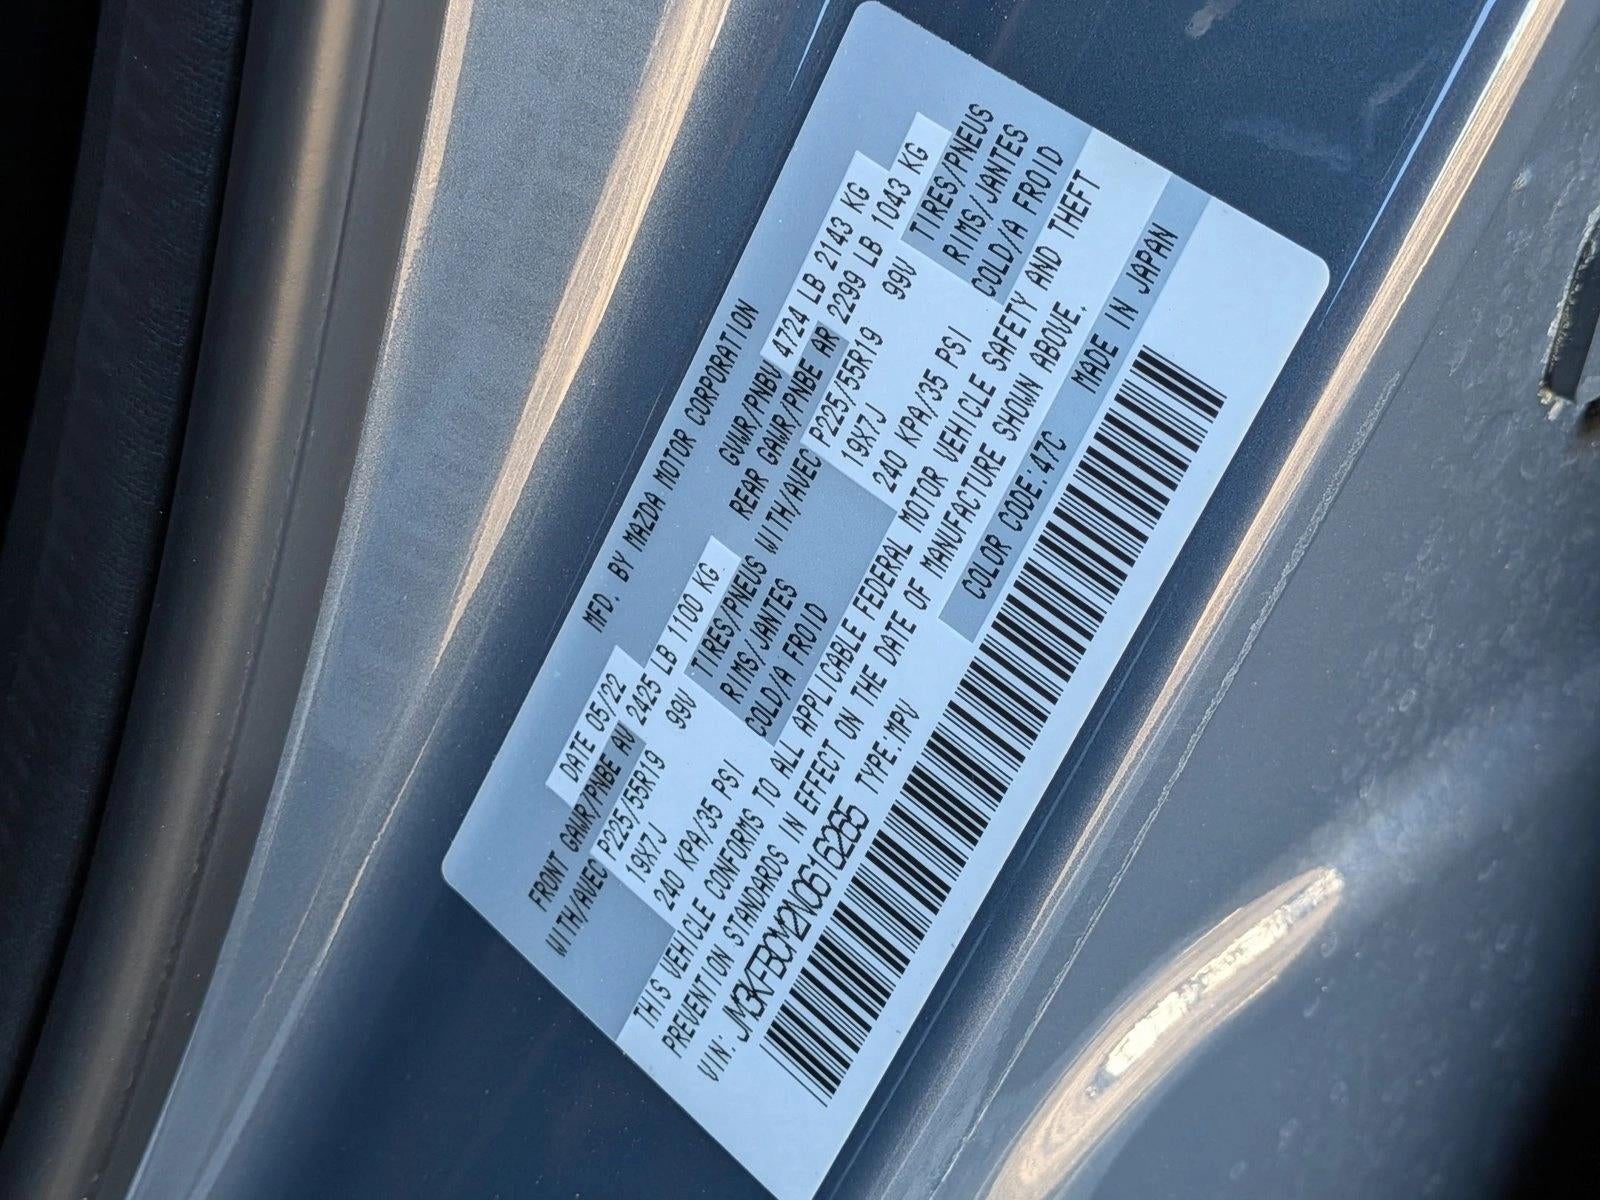 MFD. BY MAZDA MOTOR CORPORATION
DATE 05/22 GVWR/PNBV 4724 LB 2143 KG
FRONT GAWR/PNBE AV 2425 LB 1100 KG REAR GAWR/PNBE AR 2299 LB 1043 KG
WITH/AVEC P225/55R19 99V TIRES/PNEUS WITH/AVEC P225/55R19 99V TIRES/PNEUS
19X7J RIMS/JANTES 19X7J RIMS/JANTES
240 KPA/35 PSI COLD/A FROID 240 KPA/35 PSI COLD/A FROID
THIS VEHICLE CONFORMS TO ALL APPLICABLE FEDERAL MOTOR VEHICLE SAFETY AND THEFT
PREVENTION STANDARDS IN EFFECT ON THE DATE OF MANUFACTURE SHOWN ABOVE.
VIN: JM3KFBCM2N0616265 TYPE:MPV COLOR CODE:47C MADE IN JAPAN